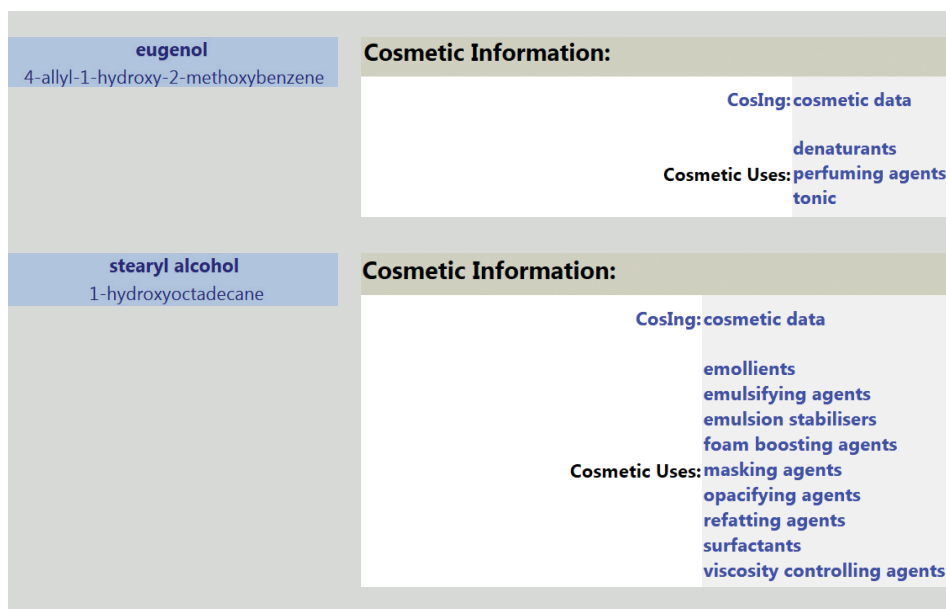 eugenol
4-allyl-1-hydroxy-2-methoxybenzene
Cosmetic Information:
CosIng: cosmetic data
denaturants
Cosmetic Uses: perfuming agents
tonic
stearyl alcohol
1-hydroxyoctadecane
Cosmetic Information:
CosIng: cosmetic data
emollients
emulsifying agents
emulsion stabilisers
foam boosting agents
Cosmetic Uses: masking agents
opacifying agents
refatting agents
surfactants
viscosity controlling agents